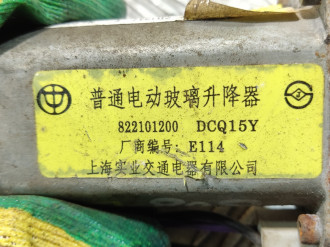 普通电动玻璃升降器
822101200 DCQ15Y
厂商编号: E114
上海实业交通电器有限公司